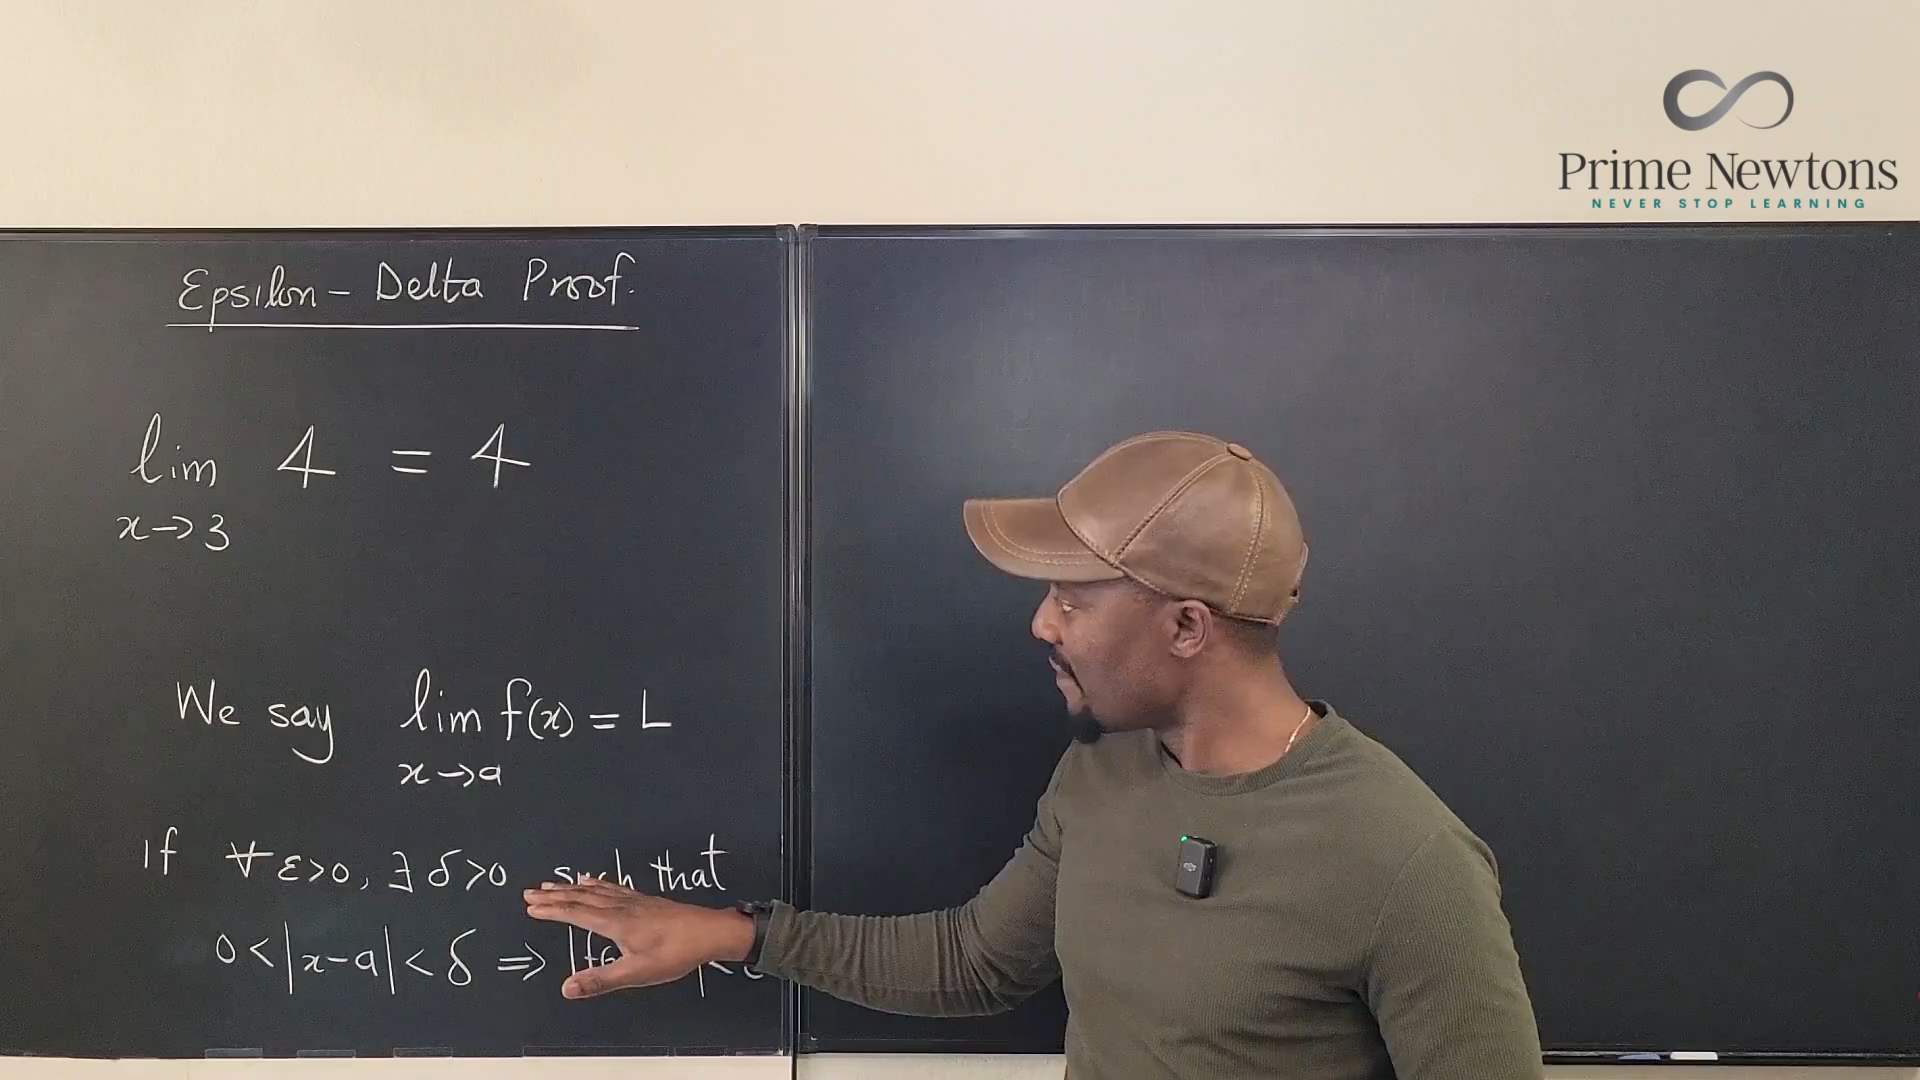 Prime Newtons
NEVER STOP LEARNING
Epsilon - Delta Proof.
lim 4 = 4
x→3
We say lim f(x) = L
x→a
If ∀ε>0, ∃ δ>0 such that
0<|x-a|<δ ⇒ |f